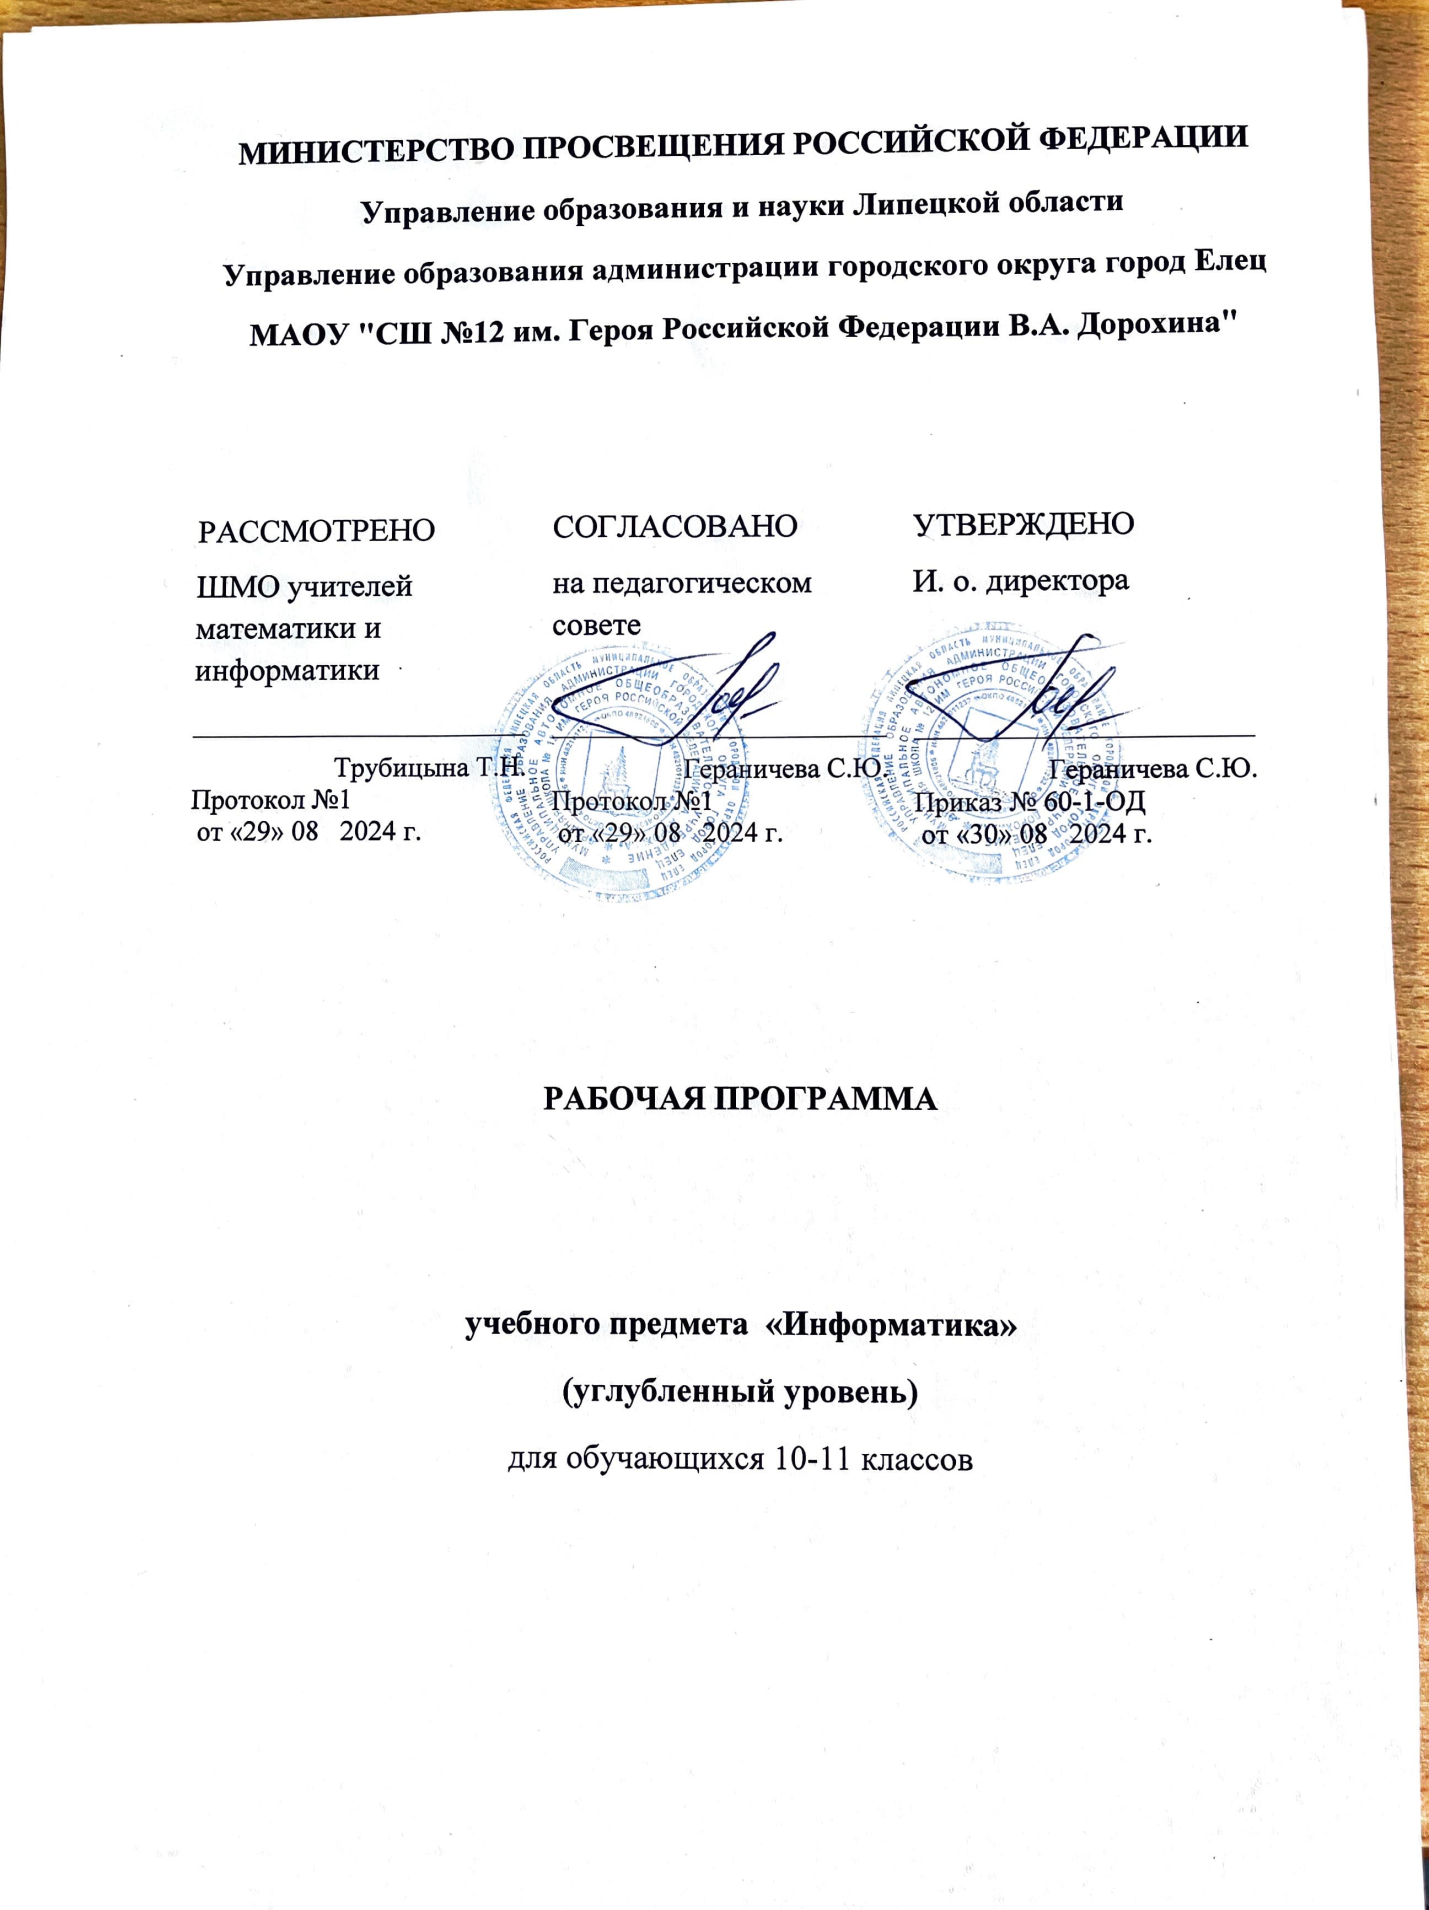 МИНИСТЕРСТВО ПРОСВЕЩЕНИЯ РОССИЙСКОЙ ФЕДЕРАЦИИ
Управление образования и науки Липецкой области
Управление образования администрации городского округа город Елец
МАОУ "СШ №12 им. Героя Российской Федерации В.А. Дорохина"
РАССМОТРЕНО
ШМО учителей
математики и
информатики
Трубицына Т.Н.
Протокол №1
от «29» 08 2024 г.
СОГЛАСОВАНО
на педагогическом
совете
Гераничева С.Ю.
Протокол №1
от «29» 08 2024 г.
УТВЕРЖДЕНО
И. о. директора
Гераничева С.Ю.
Приказ № 60-1-ОД
от «30» 08 2024 г.
РАБОЧАЯ ПРОГРАММА
учебного предмета «Информатика»
(углубленный уровень)
для обучающихся 10-11 классов